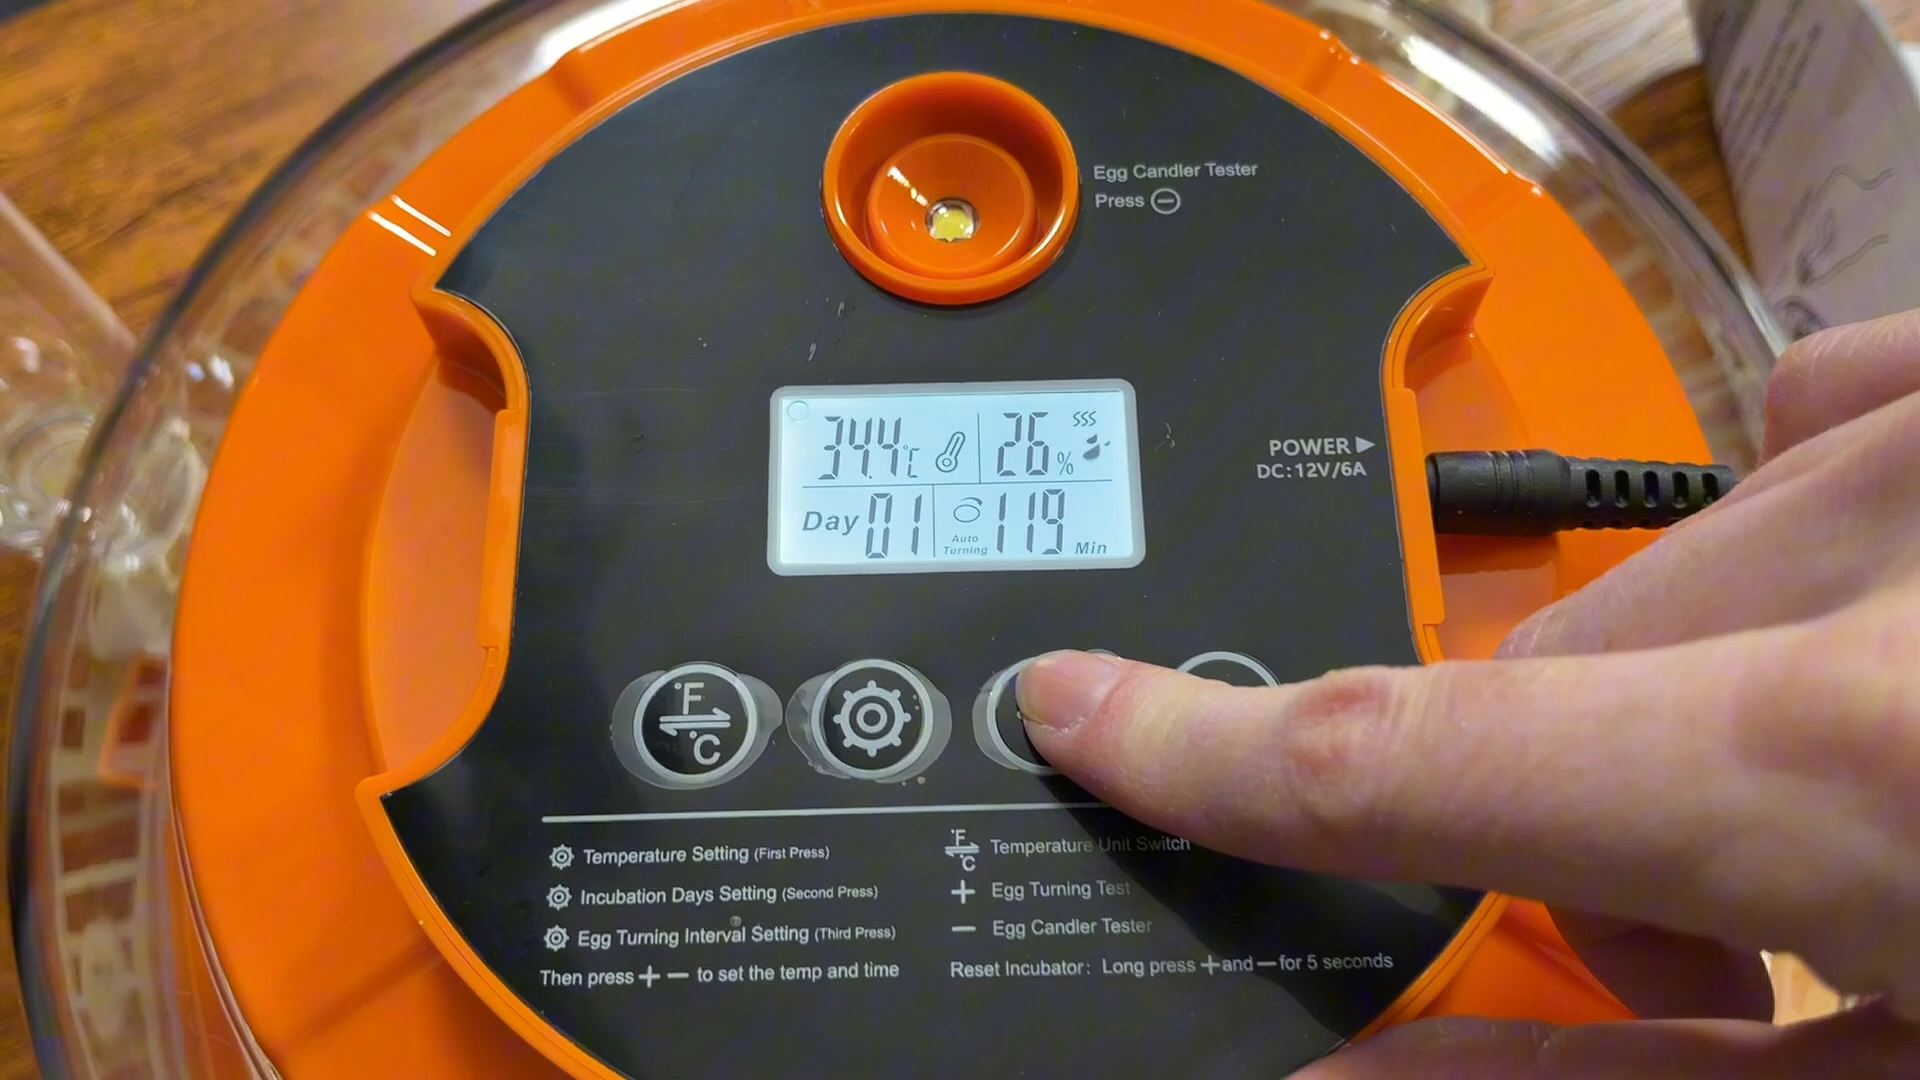 Egg Candler Tester
Press ⊖
34.4 °C 26 %
Day 01 Auto Turning 119 Min
POWER ▶
DC:12V/6A
°F
°C
Temperature Setting (First Press)
Incubation Days Setting (Second Press)
Egg Turning Interval Setting (Third Press)
Then press + − to set the temp and time
°F
°C Temperature Unit Switch
+ Egg Turning Test
− Egg Candler Tester
Reset Incubator: Long press +and−for 5 seconds